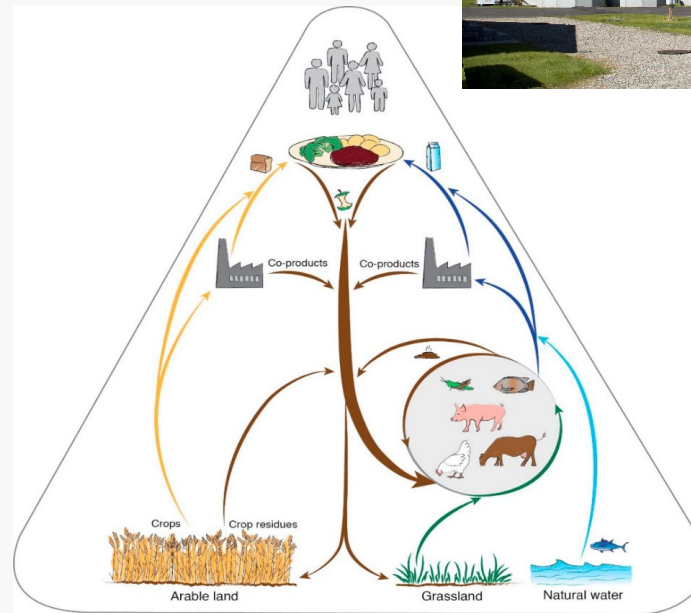 Co-products
Co-products
Crops
Crop residues
Arable land
Grassland
Natural water